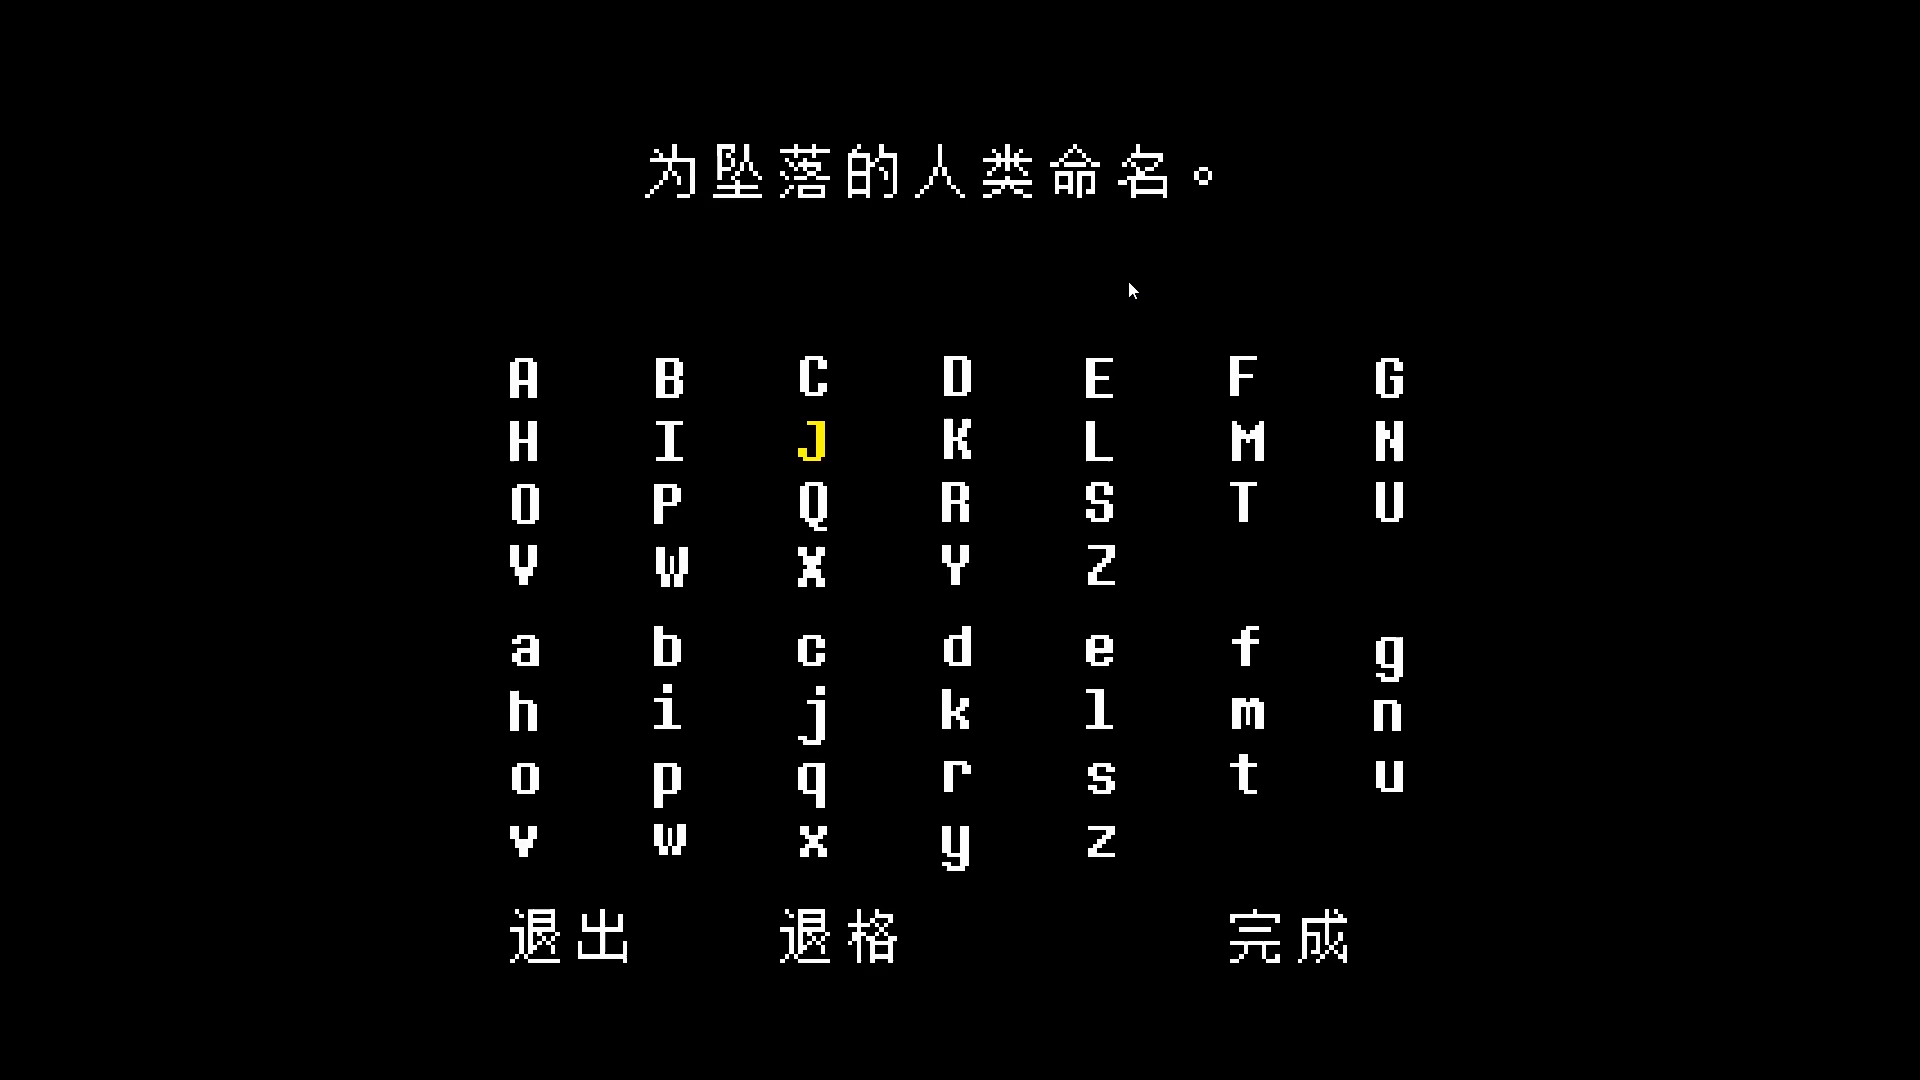 为坠落的人类命名。
A B C D E F G
H I J K L M N
O P Q R S T U
V W X Y Z
a b c d e f g
h i j k l m n
o p q r s t u
v w x y z
退出 退格 完成